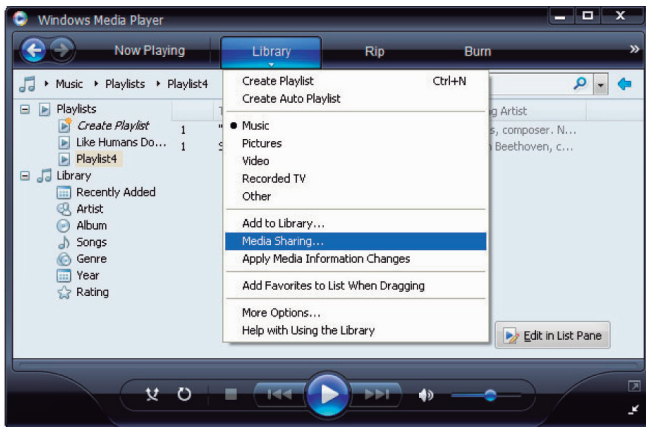 Windows Media Player
Now Playing Library Rip Burn »
Music Playlists Playlist4
Create Playlist Ctrl+N
Create Auto Playlist
Music
Pictures
Video
Recorded TV
Other
Add to Library...
Media Sharing...
Apply Media Information Changes
Add Favorites to List When Dragging
More Options...
Help with Using the Library
Playlists
Create Playlist
Like Humans Do...
Playlist4
Library
Recently Added
Artist
Album
Songs
Genre
Year
Rating
1
1
Artist
, composer. N...
Beethoven, c...
Edit in List Pane